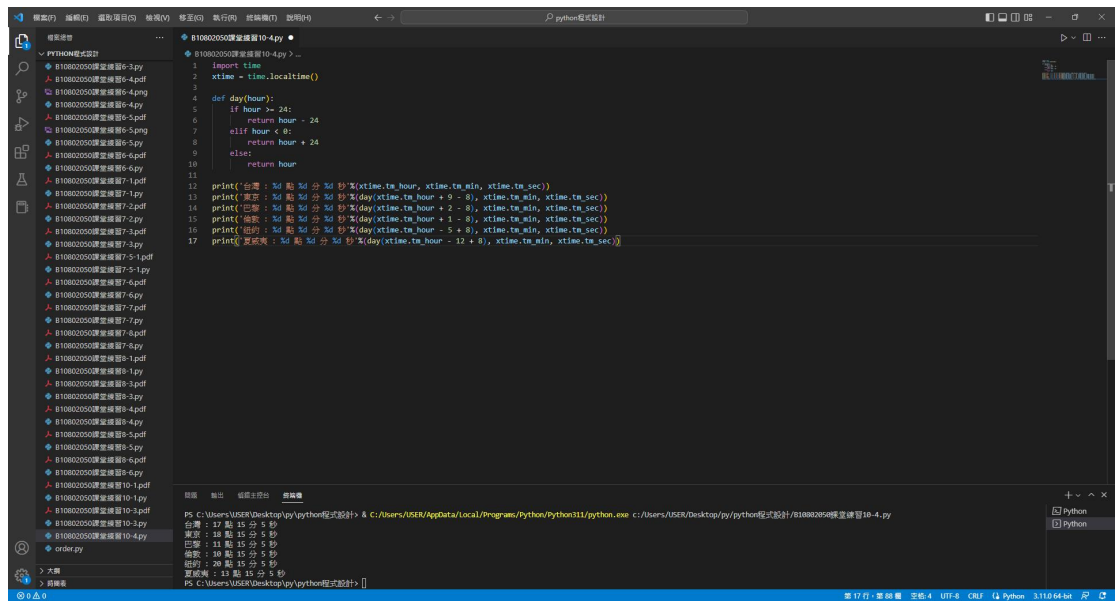 檔案(F) 編輯(E) 選取項目(S) 檢視(V) 移至(G) 執行(R) 終端機(T) 說明(H)
python程式設計
檔案總管
B10802050課堂練習10-4.py
PYTHON程式設計
B10802050課堂練習6-3.py
B10802050課堂練習6-4.pdf
B10802050課堂練習6-4.png
B10802050課堂練習6-4.py
B10802050課堂練習6-5.pdf
B10802050課堂練習6-5.png
B10802050課堂練習6-5.py
B10802050課堂練習6-6.pdf
B10802050課堂練習6-6.py
B10802050課堂練習7-1.pdf
B10802050課堂練習7-1.py
B10802050課堂練習7-2.pdf
B10802050課堂練習7-2.py
B10802050課堂練習7-3.pdf
B10802050課堂練習7-3.py
B10802050課堂練習7-5-1.pdf
B10802050課堂練習7-5-1.py
B10802050課堂練習7-6.pdf
B10802050課堂練習7-6.py
B10802050課堂練習7-7.pdf
B10802050課堂練習7-7.py
B10802050課堂練習7-8.pdf
B10802050課堂練習7-8.py
B10802050課堂練習8-1.pdf
B10802050課堂練習8-1.py
B10802050課堂練習8-3.pdf
B10802050課堂練習8-3.py
B10802050課堂練習8-4.pdf
B10802050課堂練習8-4.py
B10802050課堂練習8-5.pdf
B10802050課堂練習8-5.py
B10802050課堂練習8-6.pdf
B10802050課堂練習8-6.py
B10802050課堂練習10-1.pdf
B10802050課堂練習10-1.py
B10802050課堂練習10-3.pdf
B10802050課堂練習10-3.py
B10802050課堂練習10-4.py
order.py
大綱
時間表
B10802050課堂練習10-4.py > ...
1 import time
2 xtime = time.localtime()
3
4 def day(hour):
5 if hour >= 24:
6 return hour - 24
7 elif hour < 0:
8 return hour + 24
9 else:
10 return hour
11
12 print('台灣 : %d 點 %d 分 %d 秒'%(xtime.tm_hour, xtime.tm_min, xtime.tm_sec))
13 print('東京 : %d 點 %d 分 %d 秒'%(day(xtime.tm_hour + 9 - 8), xtime.tm_min, xtime.tm_sec))
14 print('巴黎 : %d 點 %d 分 %d 秒'%(day(xtime.tm_hour + 2 - 8), xtime.tm_min, xtime.tm_sec))
15 print('倫敦 : %d 點 %d 分 %d 秒'%(day(xtime.tm_hour + 1 - 8), xtime.tm_min, xtime.tm_sec))
16 print('紐約 : %d 點 %d 分 %d 秒'%(day(xtime.tm_hour - 5 + 8), xtime.tm_min, xtime.tm_sec))
17 print('夏威夷 : %d 點 %d 分 %d 秒'%(day(xtime.tm_hour - 12 + 8), xtime.tm_min, xtime.tm_sec))
問題 輸出 偵錯主控台 終端機
PS C:\Users\USER\Desktop\py\python程式設計> & C:/Users/USER/AppData/Local/Programs/Python/Python311/python.exe c:/Users/USER/Desktop/py/python程式設計/B10802050課堂練習10-4.py
台灣 : 17 點 15 分 5 秒
東京 : 18 點 15 分 5 秒
巴黎 : 11 點 15 分 5 秒
倫敦 : 10 點 15 分 5 秒
紐約 : 20 點 15 分 5 秒
夏威夷 : 13 點 15 分 5 秒
PS C:\Users\USER\Desktop\py\python程式設計>
Python
Python
0 0
第 17 行，第 88 欄 空格: 4 UTF-8 CRLF Python 3.11.0 64-bit